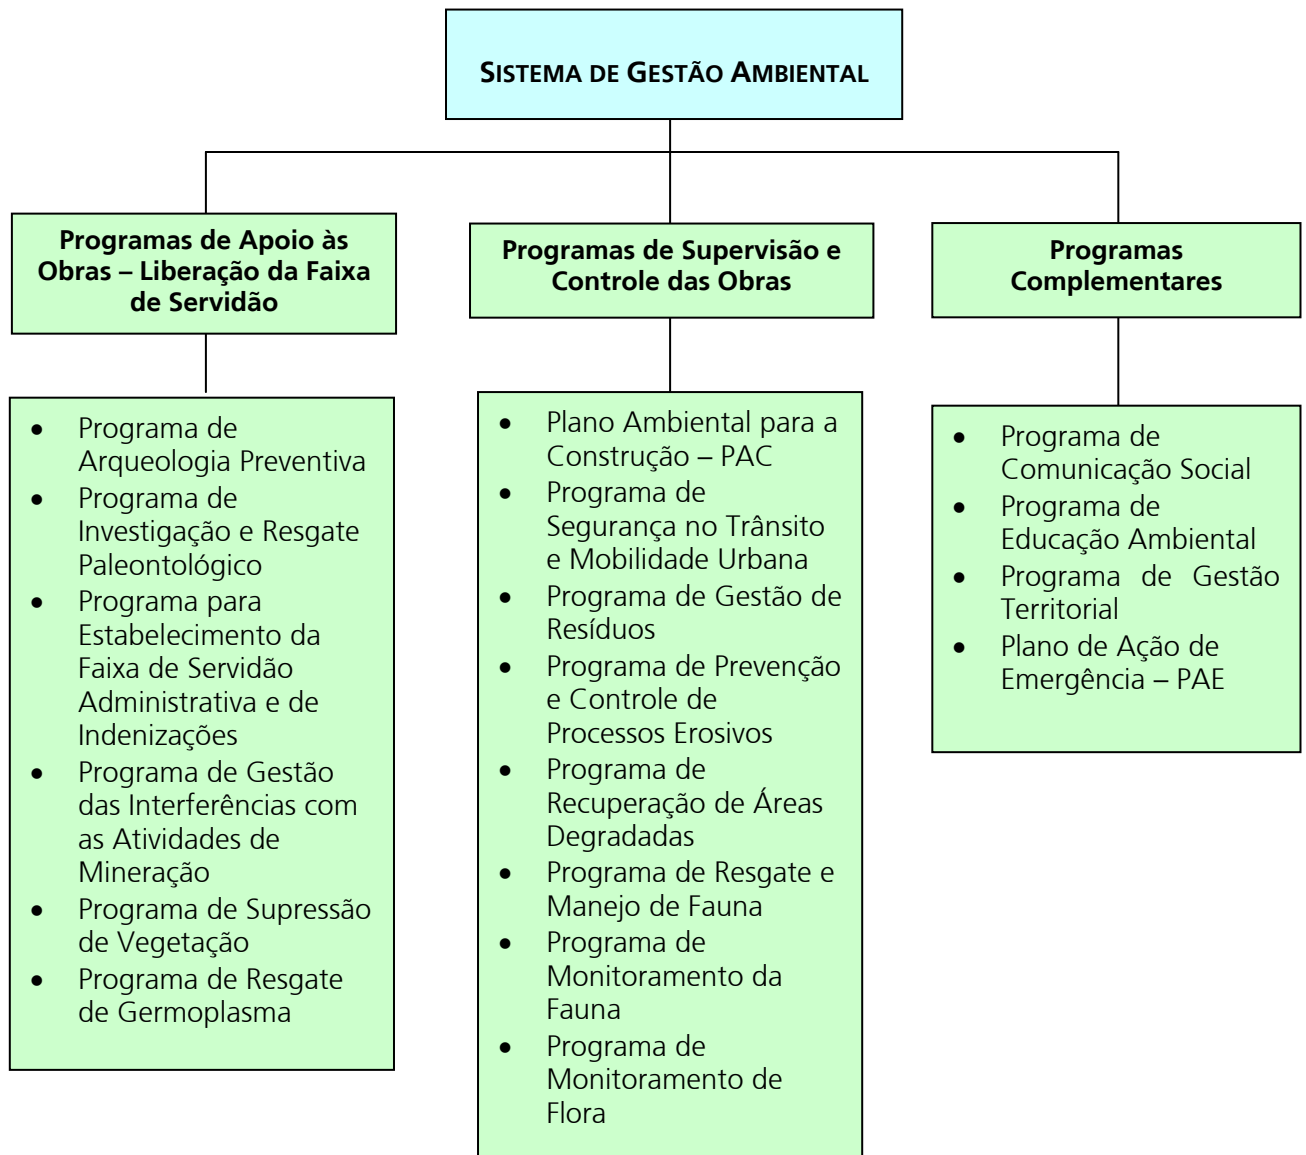 SISTEMA DE GESTÃO AMBIENTAL
Programas de Apoio às
Obras – Liberação da Faixa
de Servidão
• Programa de
Arqueologia Preventiva
• Programa de
Investigação e Resgate
Paleontológico
• Programa para
Estabelecimento da
Faixa de Servidão
Administrativa e de
Indenizações
• Programa de Gestão
das Interferências com
as Atividades de
Mineração
• Programa de Supressão
de Vegetação
• Programa de Resgate
de Germoplasma
Programas de Supervisão e
Controle das Obras
• Plano Ambiental para a
Construção – PAC
• Programa de
Segurança no Trânsito
e Mobilidade Urbana
• Programa de Gestão de
Resíduos
• Programa de Prevenção
e Controle de
Processos Erosivos
• Programa de
Recuperação de Áreas
Degradadas
• Programa de Resgate e
Manejo de Fauna
• Programa de
Monitoramento da
Fauna
• Programa de
Monitoramento de
Flora
Programas
Complementares
• Programa de
Comunicação Social
• Programa de
Educação Ambiental
• Programa de Gestão
Territorial
• Plano de Ação de
Emergência – PAE